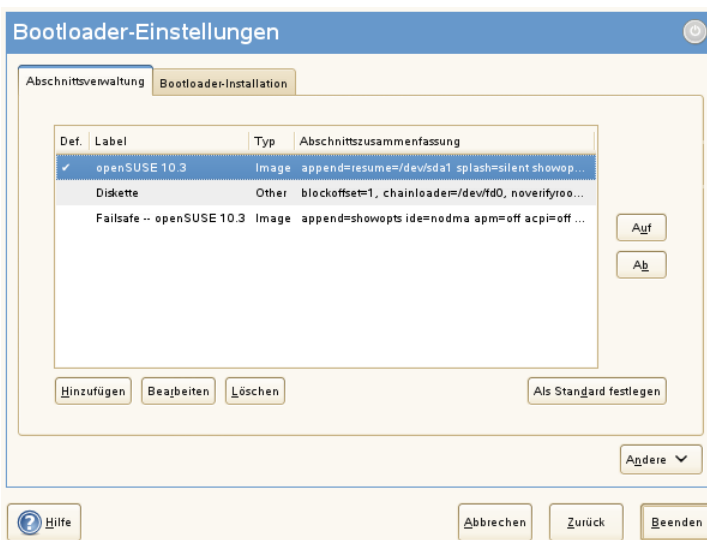 Bootloader-Einstellungen
Abschnittsverwaltung
Bootloader-Installation
Def. Label Typ Abschnittszusammenfassung
✔ openSUSE 10.3 Image append=resume=/dev/sda1 splash=silent showop...
Diskette Other blockoffset=1, chainloader=/dev/fd0, noverifyroo...
Failsafe -- openSUSE 10.3 Image append=showopts ide=nodma apm=off acpi=off ...
Auf
Ab
Hinzufügen Bearbeiten Löschen Als Standard festlegen
Andere
Hilfe Abbrechen Zurück Beenden